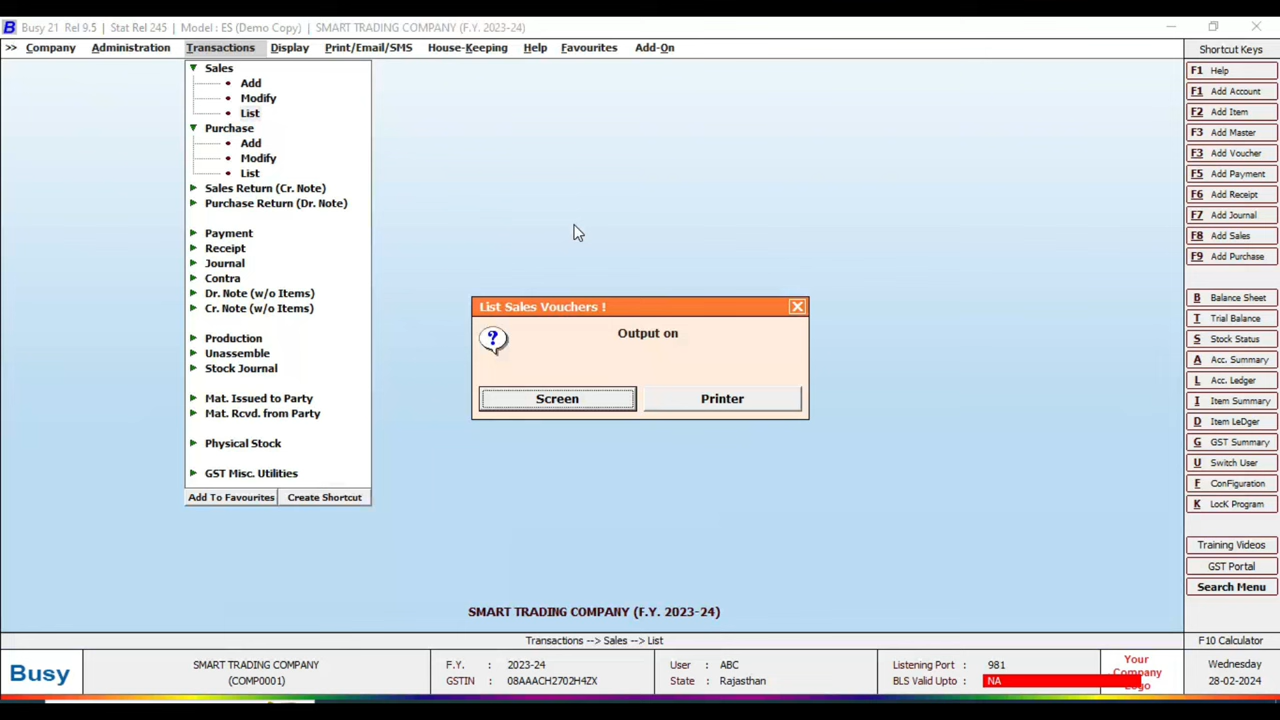 Busy 21 Rel 9.5 | Stat Rel 245 | Model : ES (Demo Copy) | SMART TRADING COMPANY (F.Y. 2023-24)
>> Company Administration Transactions Display Print/Email/SMS House-Keeping Help Favourites Add-On
Sales
Add
Modify
List
Purchase
Add
Modify
List
Sales Return (Cr. Note)
Purchase Return (Dr. Note)
Payment
Receipt
Journal
Contra
Dr. Note (w/o Items)
Cr. Note (w/o Items)
Production
Unassemble
Stock Journal
Mat. Issued to Party
Mat. Rcvd. from Party
Physical Stock
GST Misc. Utilities
Add To Favourites Create Shortcut
List Sales Vouchers !
?
Output on
Screen Printer
Shortcut Keys
F1 Help
F1 Add Account
F2 Add Item
F3 Add Master
F3 Add Voucher
F5 Add Payment
F6 Add Receipt
F7 Add Journal
F8 Add Sales
F9 Add Purchase
B Balance Sheet
T Trial Balance
S Stock Status
A Acc. Summary
L Acc. Ledger
I Item Summary
D Item LeDger
G GST Summary
U Switch User
F ConFiguration
K LocK Program
Training Videos
GST Portal
Search Menu
SMART TRADING COMPANY (F.Y. 2023-24)
Transactions --> Sales --> List
F10 Calculator
Busy
SMART TRADING COMPANY
(COMP0001)
F.Y. : 2023-24
GSTIN : 08AAACH2702H4ZX
User : ABC
State : Rajasthan
Listening Port : 981
BLS Valid Upto : NA
Your
Company
Logo
Wednesday
28-02-2024